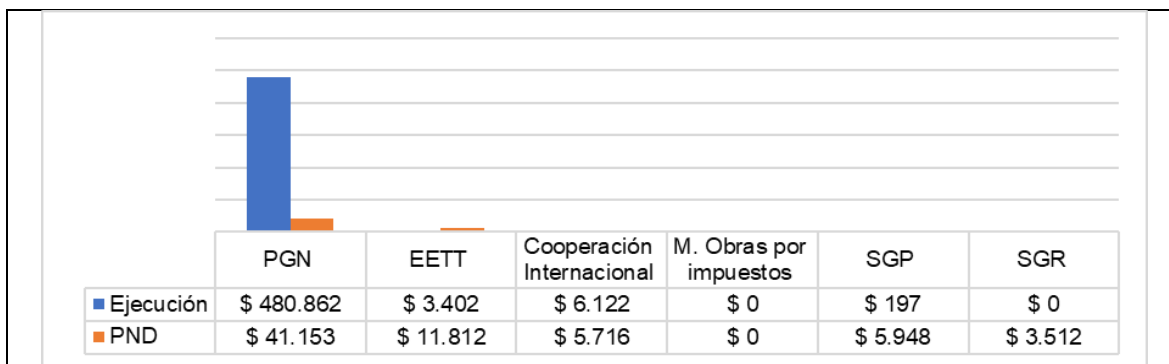 PGN EETT Cooperación Internacional M. Obras por impuestos SGP SGR
Ejecución $ 480.862 $ 3.402 $ 6.122 $ 0 $ 197 $ 0
PND $ 41.153 $ 11.812 $ 5.716 $ 0 $ 5.948 $ 3.512